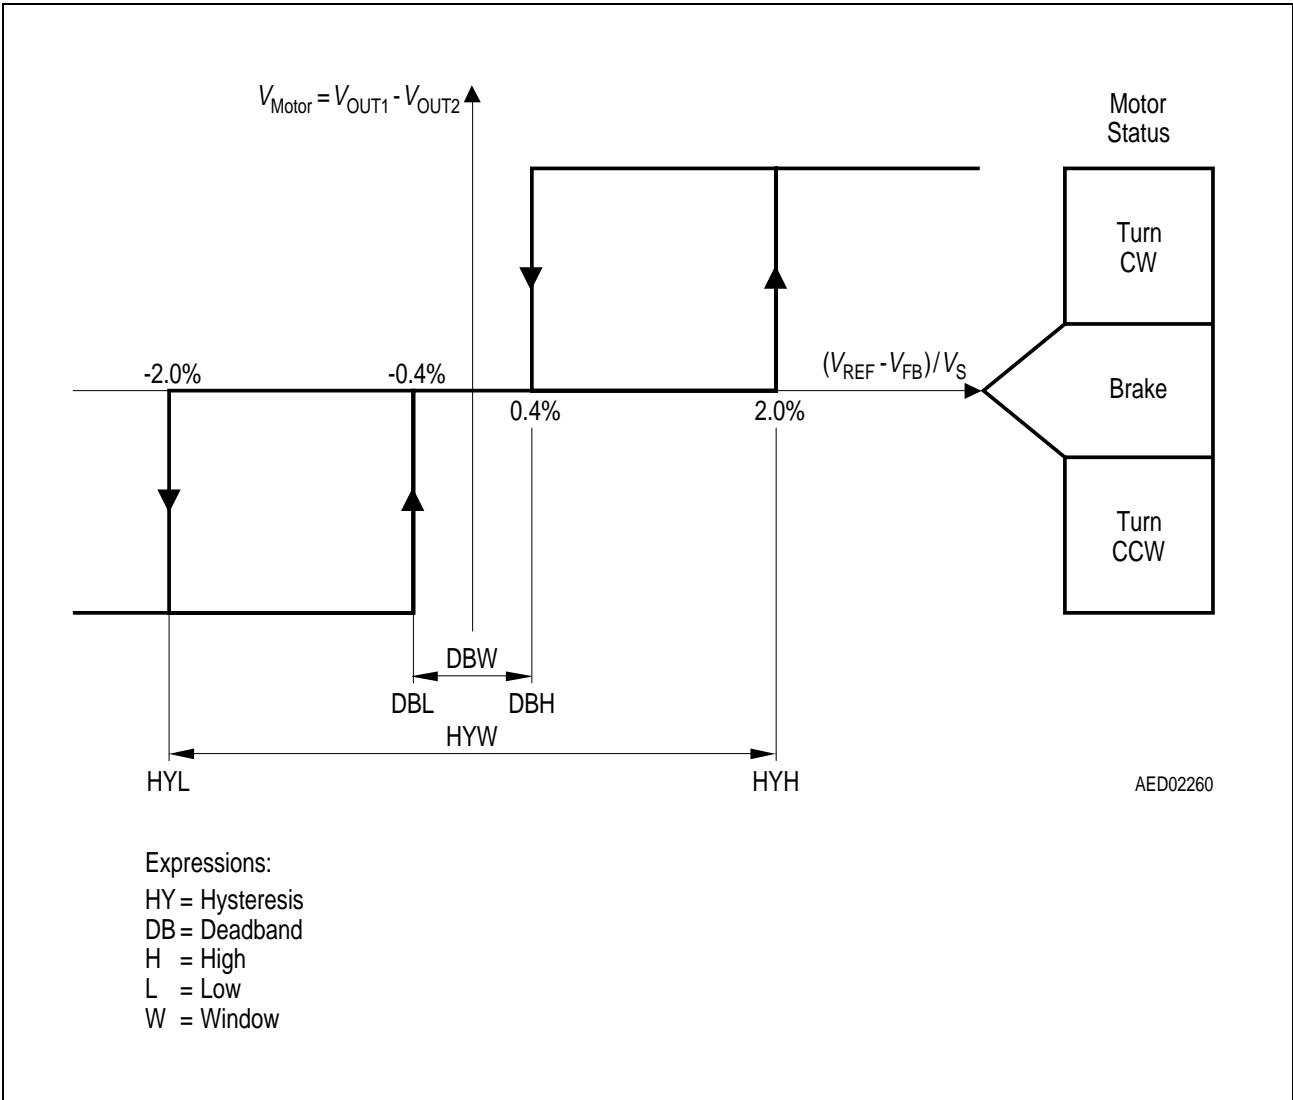 V_Motor = V_OUT1 - V_OUT2
Motor
Status
Turn
CW
(V_REF - V_FB) / V_S
-2.0%
-0.4%
0.4%
2.0%
Brake
Turn
CCW
DBW
DBL
DBH
HYW
HYL
HYH
AED02260
Expressions:
HY = Hysteresis
DB = Deadband
H = High
L = Low
W = Window